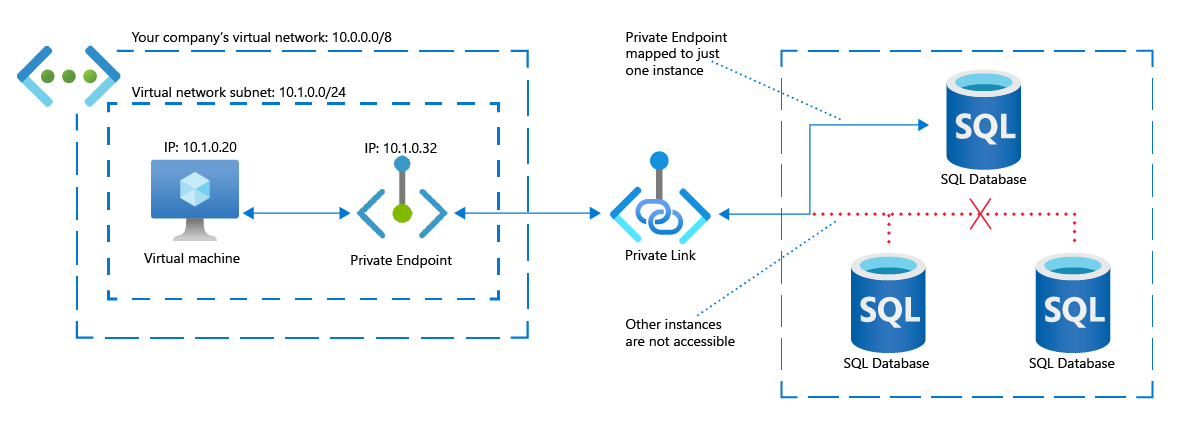 Your company's virtual network: 10.0.0.0/8
Virtual network subnet: 10.1.0.0/24
IP: 10.1.0.20
Virtual machine
IP: 10.1.0.32
Private Endpoint
Private Link
Private Endpoint
mapped to just
one instance
SQL
SQL Database
Other instances
are not accessible
SQL
SQL Database
SQL
SQL Database